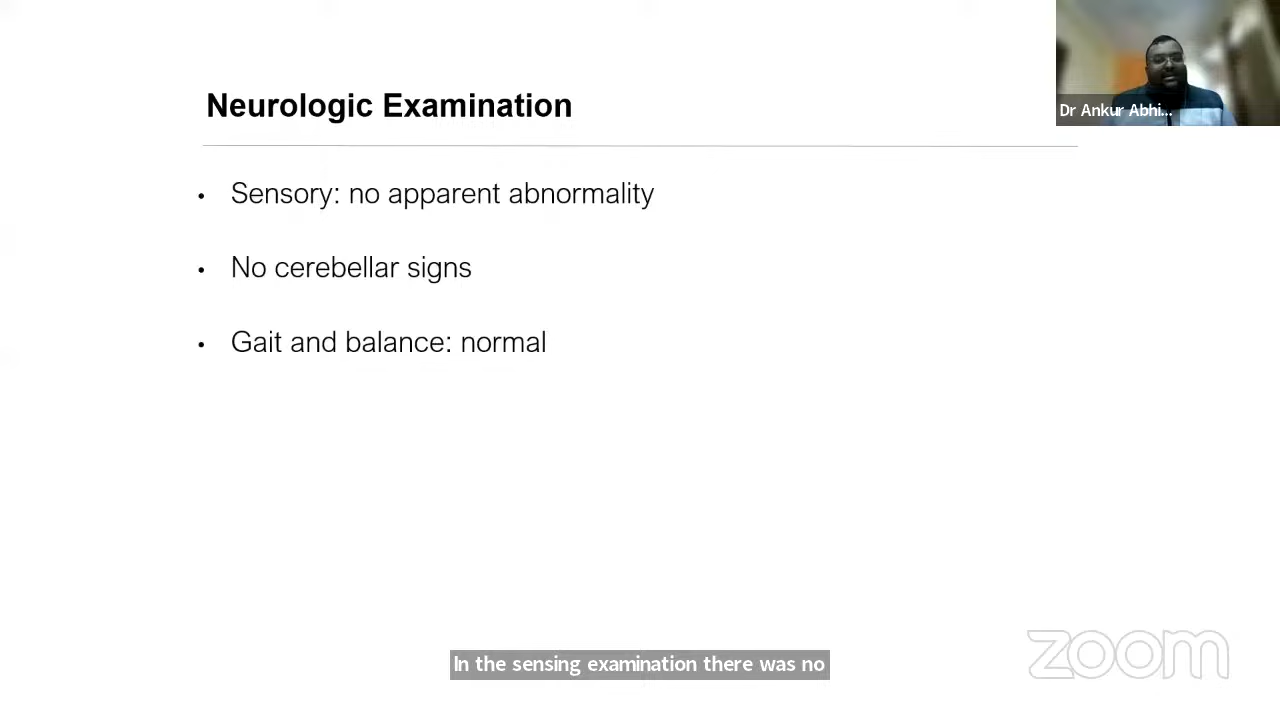 Dr Ankur Abhi...
Neurologic Examination
• Sensory: no apparent abnormality
• No cerebellar signs
• Gait and balance: normal
In the sensing examination there was no
zoom